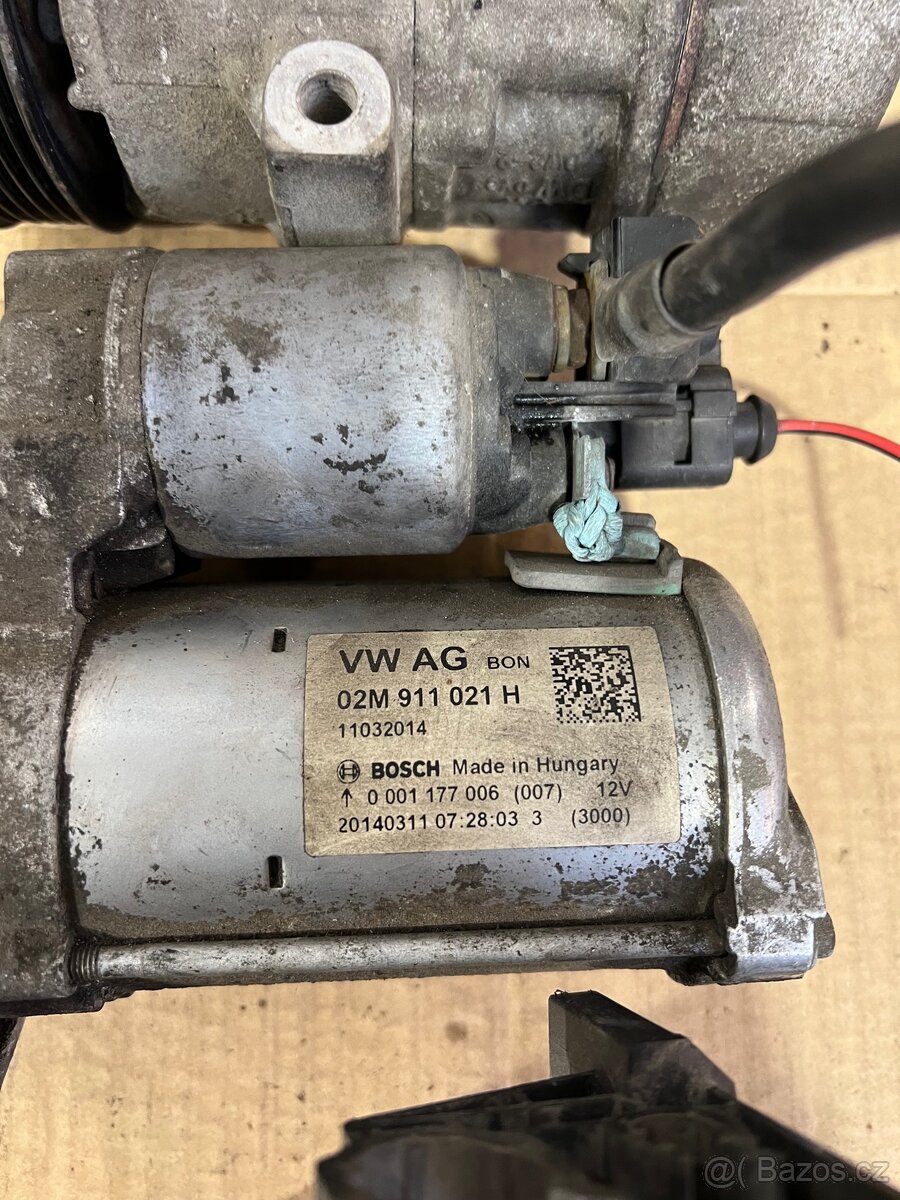 VW AG BON
02M 911 021 H
11032014
BOSCH Made in Hungary
↑ 0 001 177 006 (007) 12V
20140311 07:28:03 3 (3000)
@( Bazos.cz